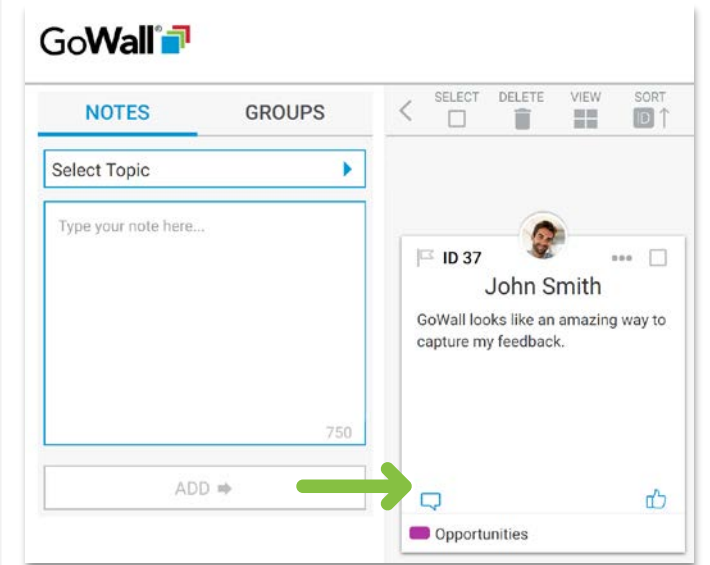 GoWall®
NOTES GROUPS
Select Topic
Type your note here...
750
ADD
SELECT DELETE VIEW SORT
ID
ID 37
John Smith
GoWall looks like an amazing way to
capture my feedback.
Opportunities